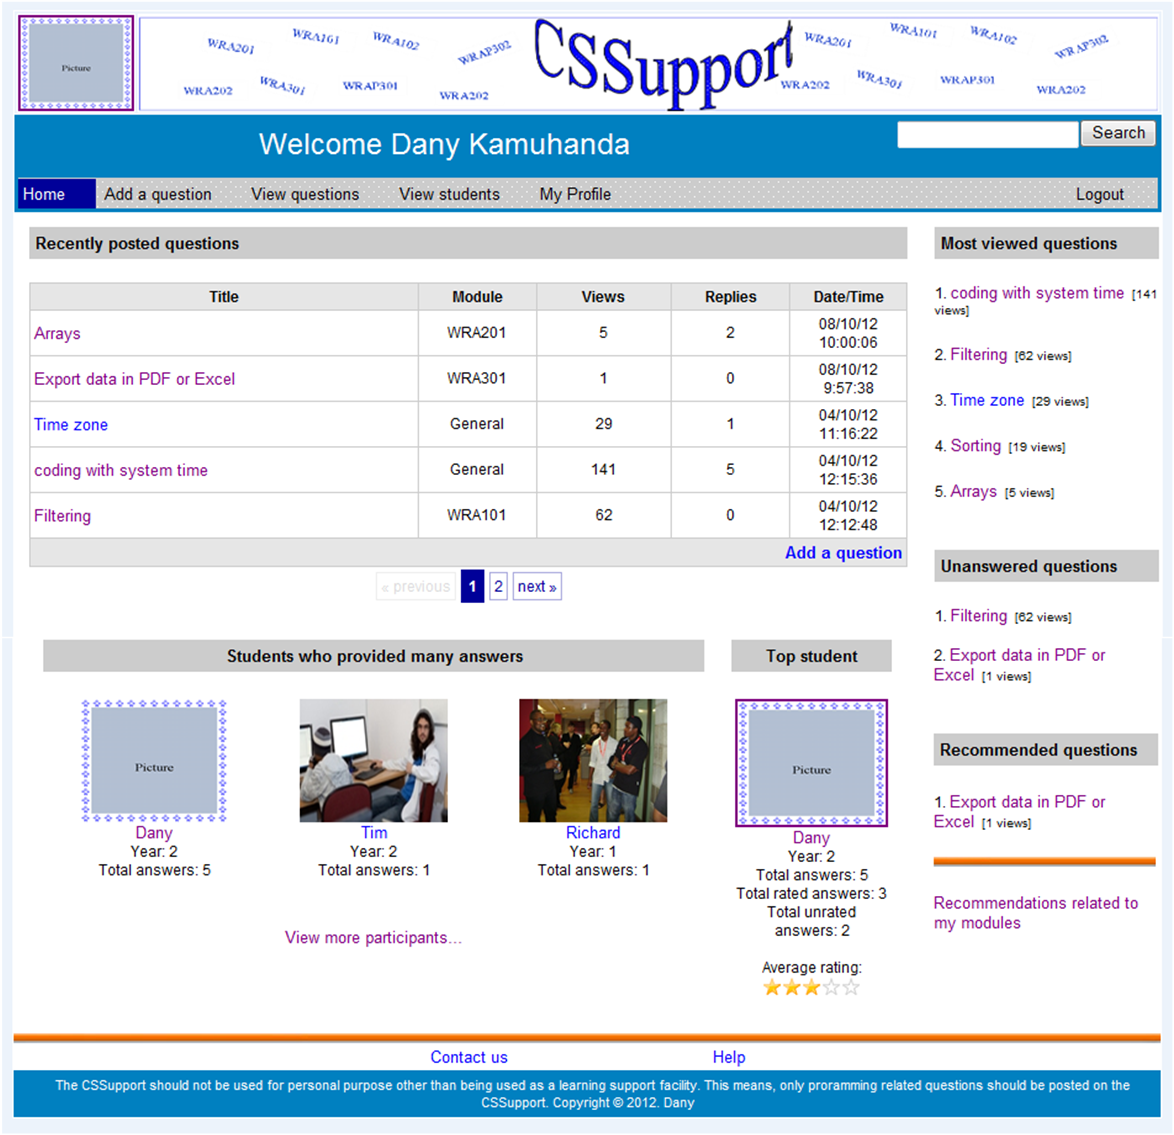 Picture
WRA201 WRA101 WRA102 WRAP302 CSSupport WRA201 WRA101 WRA102 WRAP302
WRA202 WRA301 WRAP301 WRA202 WRA202 WRA301 WRAP301 WRA202
Welcome Dany Kamuhanda
Search
Home Add a question View questions View students My Profile Logout
Recently posted questions
Title Module Views Replies Date/Time
Arrays WRA201 5 2 08/10/12 10:00:06
Export data in PDF or Excel WRA301 1 0 08/10/12 9:57:38
Time zone General 29 1 04/10/12 11:16:22
coding with system time General 141 5 04/10/12 12:15:36
Filtering WRA101 62 0 04/10/12 12:12:48
Add a question
« previous 1 2 next »
Most viewed questions
1. coding with system time [141
views]
2. Filtering [62 views]
3. Time zone [29 views]
4. Sorting [19 views]
5. Arrays [5 views]
Unanswered questions
1. Filtering [62 views]
2. Export data in PDF or
Excel [1 views]
Recommended questions
1. Export data in PDF or
Excel [1 views]
Recommendations related to
my modules
Students who provided many answers
Picture
Dany
Year: 2
Total answers: 5
Tim
Year: 2
Total answers: 1
Richard
Year: 1
Total answers: 1
View more participants...
Top student
Picture
Dany
Year: 2
Total answers: 5
Total rated answers: 3
Total unrated
answers: 2
Average rating:
Contact us Help
The CSSupport should not be used for personal purpose other than being used as a learning support facility. This means, only proramming related questions should be posted on the
CSSupport. Copyright © 2012. Dany